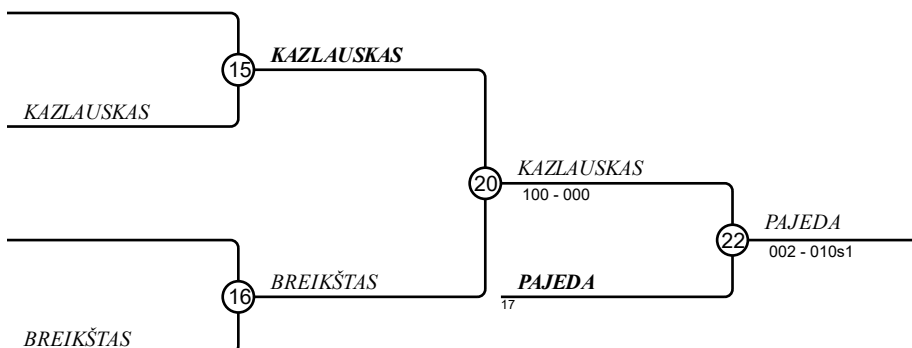 KAZLAUSKAS
15
KAZLAUSKAS
KAZLAUSKAS
20
100 - 000
PAJEDA
22
002 - 010s1
BREIKŠTAS
16
PAJEDA
17
BREIKŠTAS